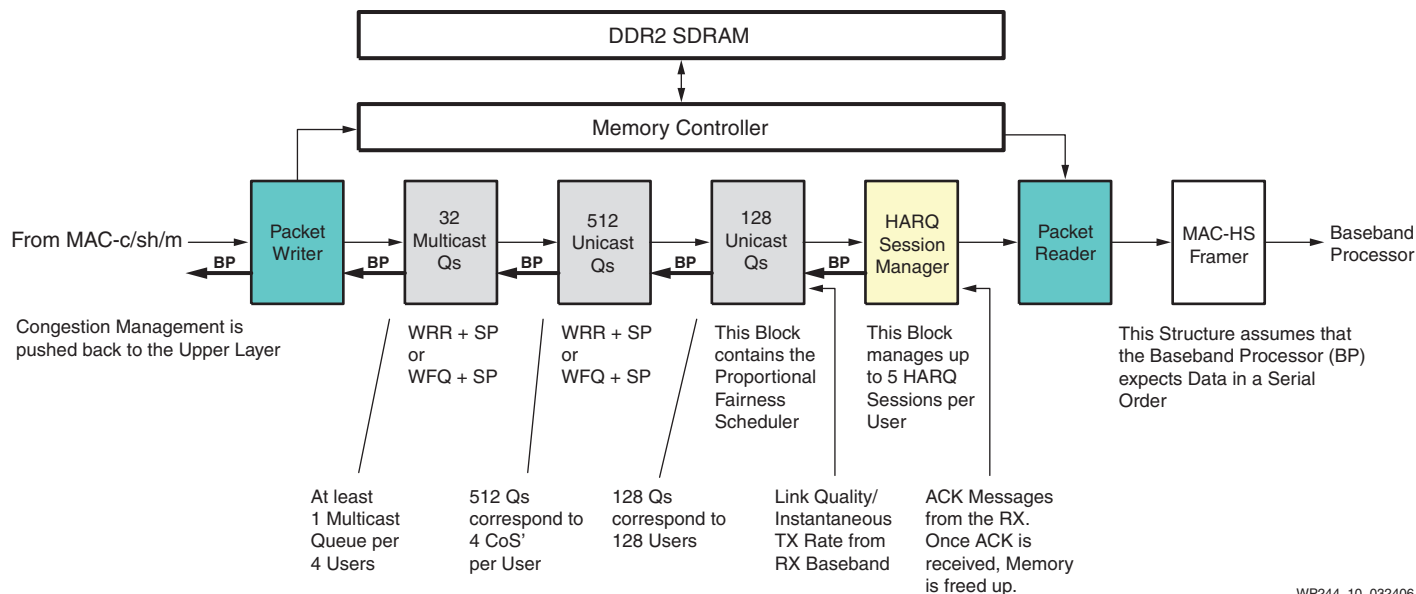 DDR2 SDRAM
Memory Controller
From MAC-c/sh/m
Packet
Writer
32
Multicast
Qs
512
Unicast
Qs
128
Unicast
Qs
HARQ
Session
Manager
Packet
Reader
MAC-HS
Framer
Baseband
Processor
BP
BP
BP
BP
BP
Congestion Management is
pushed back to the Upper Layer
WRR + SP
or
WFQ + SP
WRR + SP
or
WFQ + SP
This Block
contains the
Proportional
Fairness
Scheduler
This Block
manages up
to 5 HARQ
Sessions per
User
This Structure assumes that
the Baseband Processor (BP)
expects Data in a Serial
Order
At least
1 Multicast
Queue per
4 Users
512 Qs
correspond to
4 CoS'
per User
128 Qs
correspond to
128 Users
Link Quality/
Instantaneous
TX Rate from
RX Baseband
ACK Messages
from the RX.
Once ACK is
received, Memory
is freed up.
WP244_10_032406